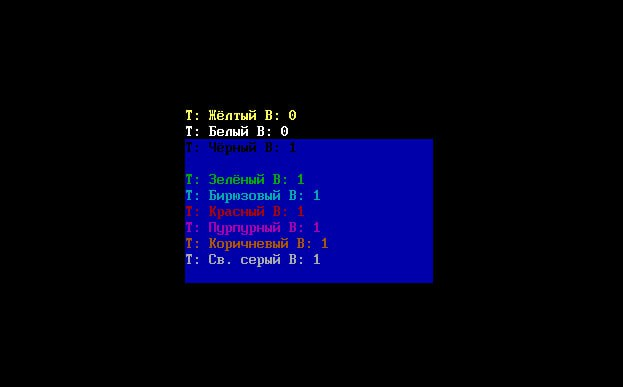 T: Жёлтый B: 0
T: Белый B: 0
T: Чёрный B: 1
T: Зелёный B: 1
T: Бирюзовый B: 1
T: Красный B: 1
T: Пурпурный B: 1
T: Коричневый B: 1
T: Св. серый B: 1